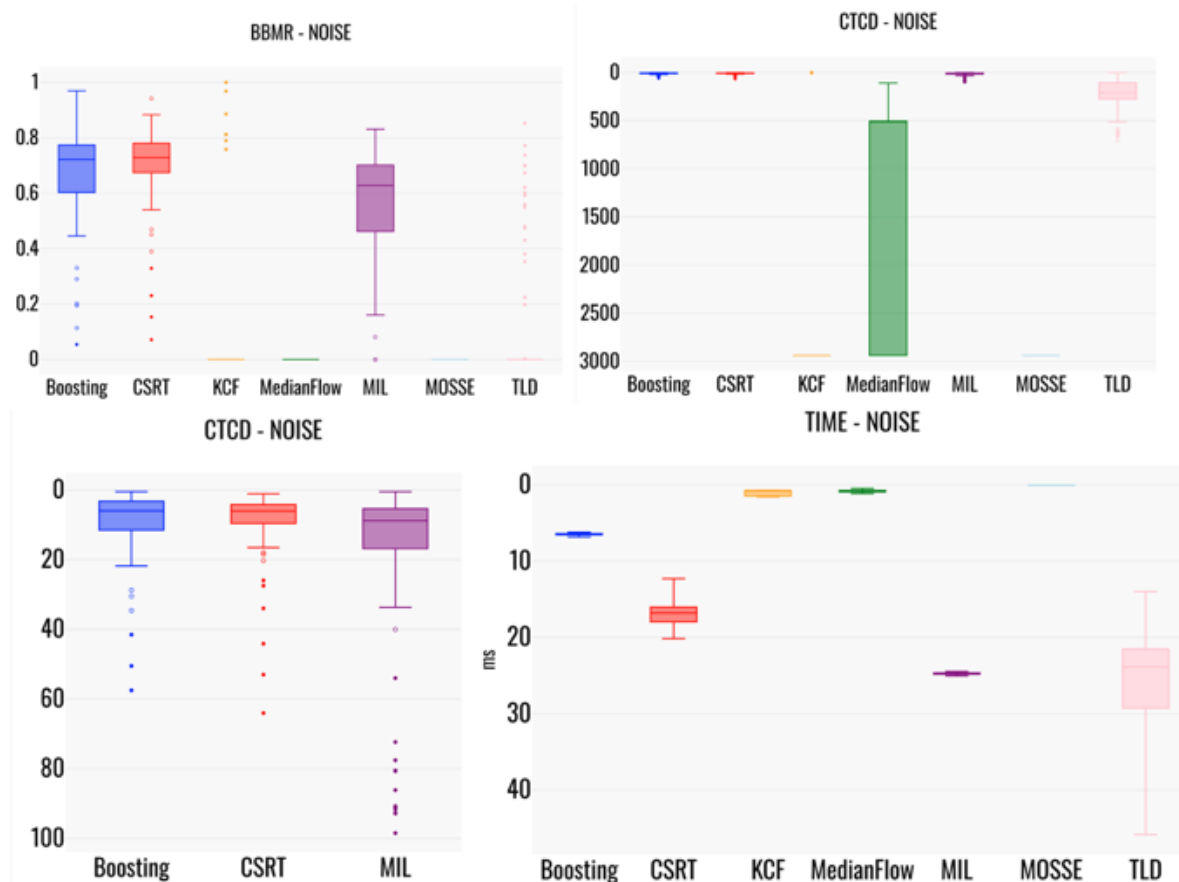 BBMR - NOISE
1
0.8
0.6
0.4
0.2
0
Boosting CSRT KCF MedianFlow MIL MOSSE TLD
CTCD - NOISE
0
500
1000
1500
2000
2500
3000
Boosting CSRT KCF MedianFlow MIL MOSSE TLD
CTCD - NOISE
0
20
40
60
80
100
Boosting CSRT MIL
TIME - NOISE
ms
0
10
20
30
40
Boosting CSRT KCF MedianFlow MIL MOSSE TLD